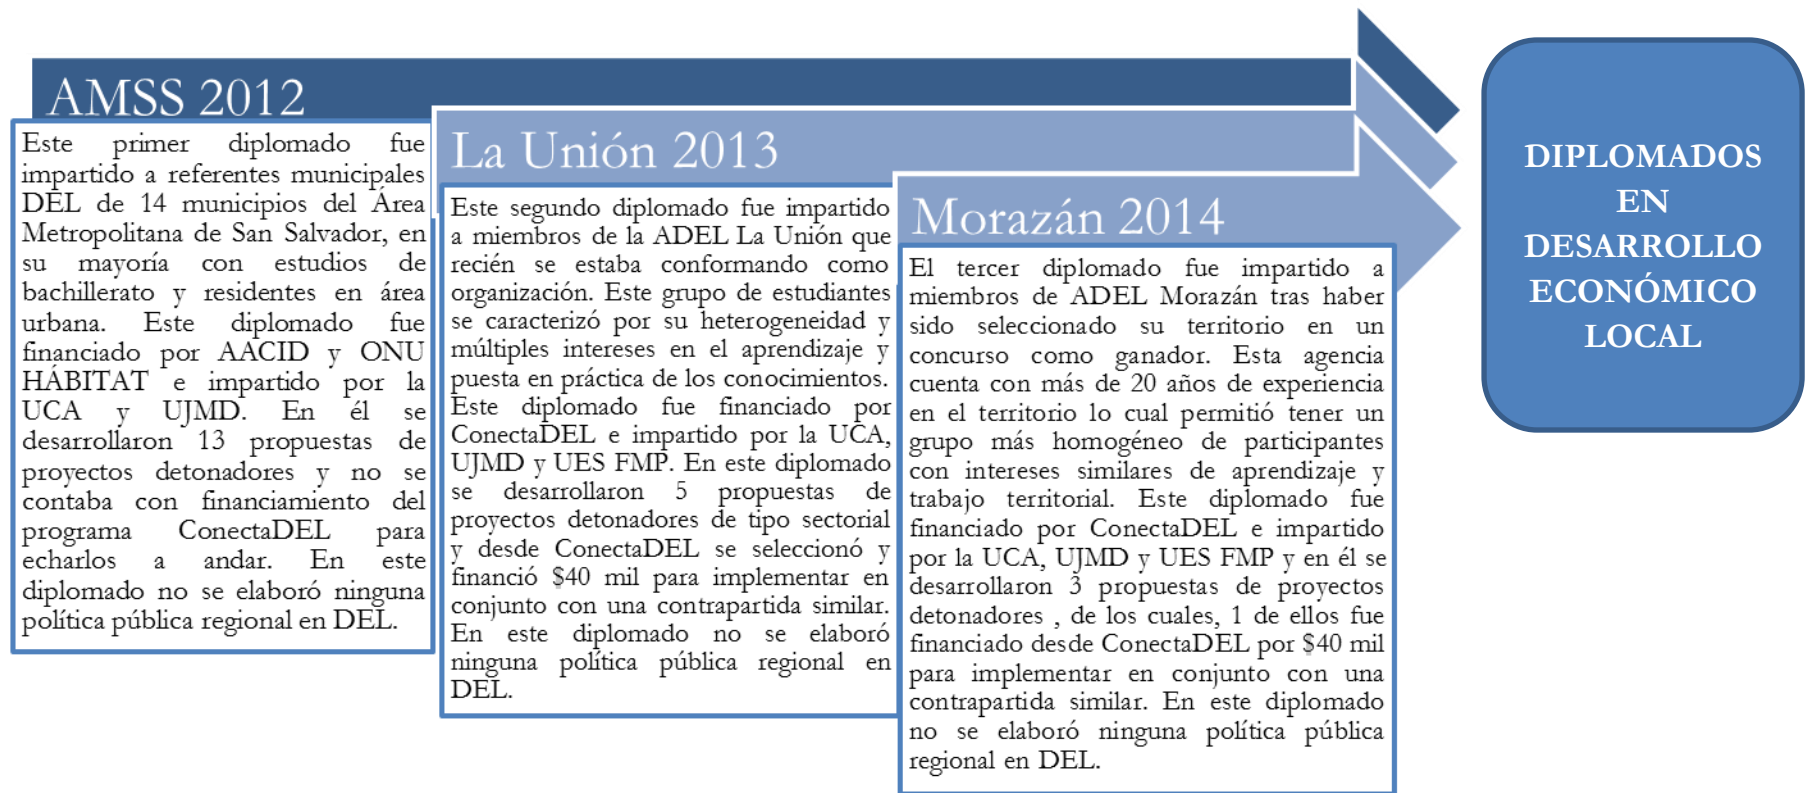 AMSS 2012
Este primer diplomado fue
impartido a referentes municipales
DEL de 14 municipios del Área
Metropolitana de San Salvador, en
su mayoría con estudios de
bachillerato y residentes en área
urbana. Este diplomado fue
financiado por AACID y ONU
HÁBITAT e impartido por la
UCA y UJMD. En él se
desarrollaron 13 propuestas de
proyectos detonadores y no se
contaba con financiamiento del
programa ConectaDEL para
echarlos a andar. En este
diplomado no se elaboró ninguna
política pública regional en DEL.
La Unión 2013
Este segundo diplomado fue impartido
a miembros de la ADEL La Unión que
recién se estaba conformando como
organización. Este grupo de estudiantes
se caracterizó por su heterogeneidad y
múltiples intereses en el aprendizaje y
puesta en práctica de los conocimientos.
Este diplomado fue financiado por
ConectaDEL e impartido por la UCA,
UJMD y UES FMP. En este diplomado
se desarrollaron 5 propuestas de
proyectos detonadores de tipo sectorial
y desde ConectaDEL se seleccionó y
financió $40 mil para implementar en
conjunto con una contrapartida similar.
En este diplomado no se elaboró
ninguna política pública regional en
DEL.
Morazán 2014
El tercer diplomado fue impartido a
miembros de ADEL Morazán tras haber
sido seleccionado su territorio en un
concurso como ganador. Esta agencia
cuenta con más de 20 años de experiencia
en el territorio lo cual permitió tener un
grupo más homogéneo de participantes
con intereses similares de aprendizaje y
trabajo territorial. Este diplomado fue
financiado por ConectaDEL e impartido
por la UCA, UJMD y UES FMP y en él se
desarrollaron 3 propuestas de proyectos
detonadores , de los cuales, 1 de ellos fue
financiado desde ConectaDEL por $40 mil
para implementar en conjunto con una
contrapartida similar. En este diplomado
no se elaboró ninguna política pública
regional en DEL.
DIPLOMADOS
EN
DESARROLLO
ECONÓMICO
LOCAL